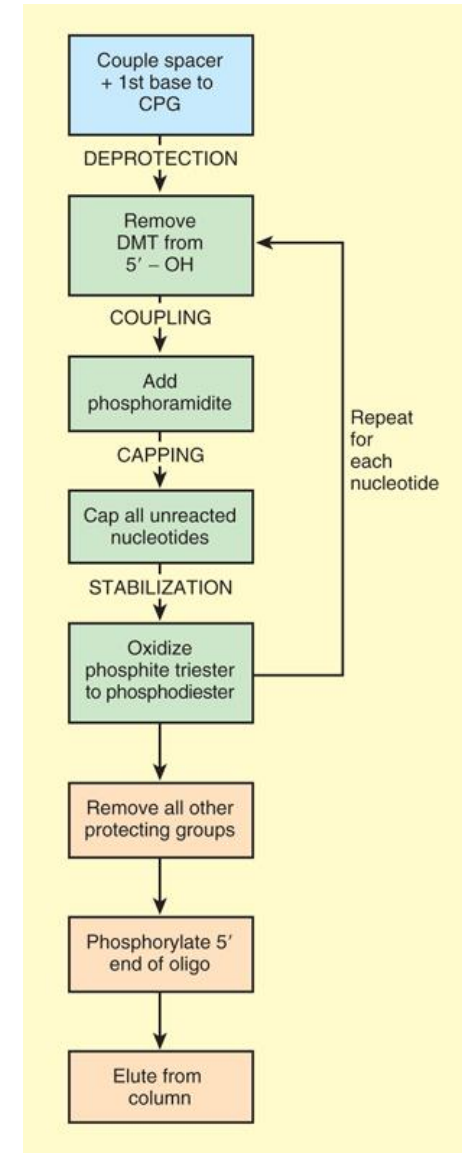 Couple spacer
+ 1st base to
CPG
DEPROTECTION
Remove
DMT from
5′ – OH
COUPLING
Add
phosphoramidite
CAPPING
Cap all unreacted
nucleotides
STABILIZATION
Oxidize
phosphite triester
to phosphodiester
Repeat
for
each
nucleotide
Remove all other
protecting groups
Phosphorylate 5′
end of oligo
Elute from
column